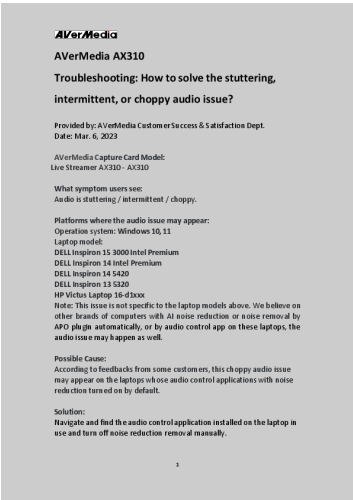 AVerMedia
AVerMedia AX310
Troubleshooting: How to solve the stuttering,
intermittent, or choppy audio issue?
Provided by: AVerMedia Customer Success & Satisfaction Dept.
Date: Mar. 6, 2023
AVerMedia Capture Card Model:
Live Streamer AX310 - AX310
What symptom users see:
Audio is stuttering / intermittent / choppy.
Platforms where the audio issue may appear:
Operation system: Windows 10, 11
Laptop model:
DELL Inspiron 15 3000 Intel Premium
DELL Inspiron 14 Intel Premium
DELL Inspiron 14 5420
DELL Inspiron 13 5320
HP Victus Laptop 16-d1xxx
Note: This issue is not specific to the laptop models above. We believe on
other brands of computers with AI noise reduction or noise removal by
APO plugin automatically, or by audio control app on these laptops, the
audio issue may happen as well.
Possible Cause:
According to feedbacks from some customers, this choppy audio issue
may appear on the laptops whose audio control applications with noise
reduction turned on by default.
Solution:
Navigate and find the audio control application installed on the laptop in
use and turn off noise reduction removal manually.
1